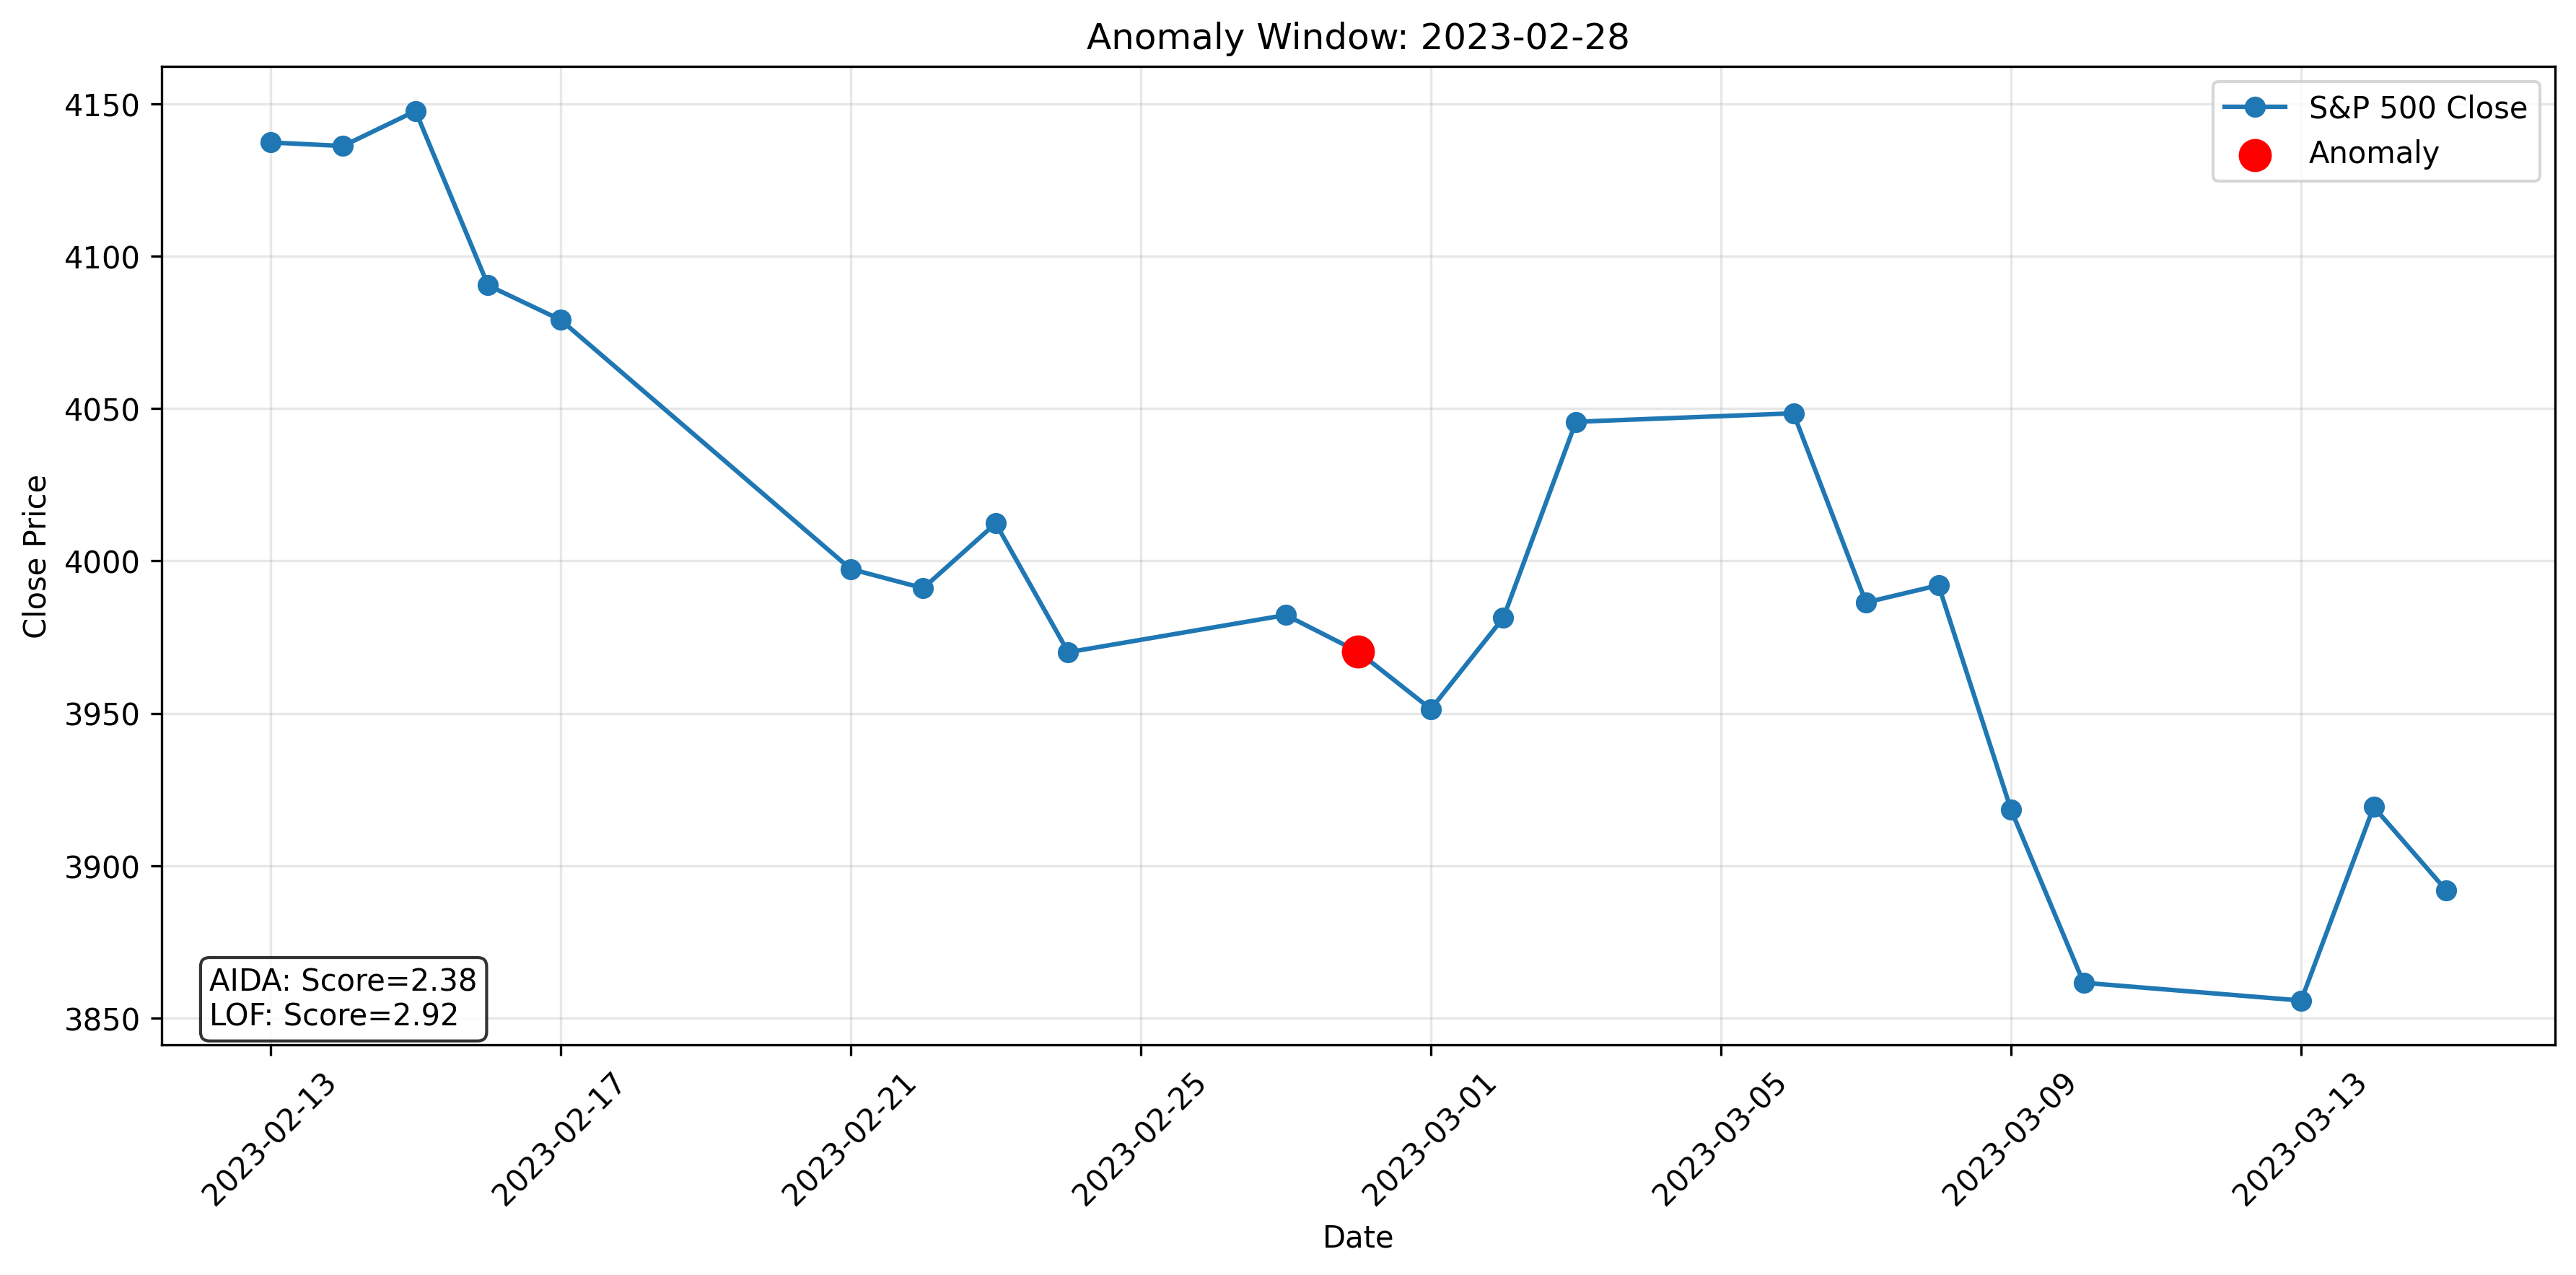 Anomaly Window: 2023-02-28
S&P 500 Close
Anomaly
Close Price
4150
4100
4050
4000
3950
3900
3850
AIDA: Score=2.38
LOF: Score=2.92
2023-02-13
2023-02-17
2023-02-21
2023-02-25
2023-03-01
2023-03-05
2023-03-09
2023-03-13
Date